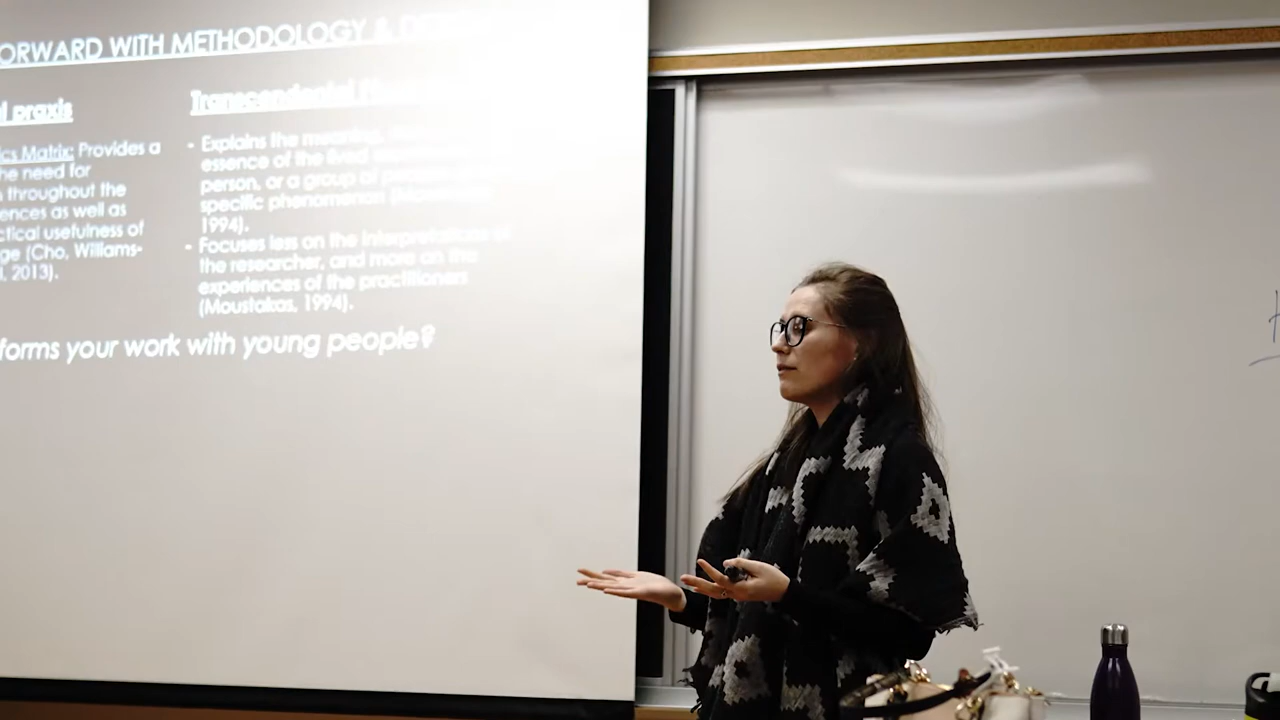 ORWARD WITH METHODOLOGY &
l praxis
ics Matrix: Provides a
he need for
n throughout the
ences as well as
ctical usefulness of
ge (Cho, Williams-
l, 2013).
Transcendental
- Explains the meaning,
essence of the lived
person, or a group of
specific phenomenon
1994).
- Focuses less on the interpretations of
the researcher, and more on the
experiences of the practitioners
(Moustakas, 1994).
forms your work with young people?